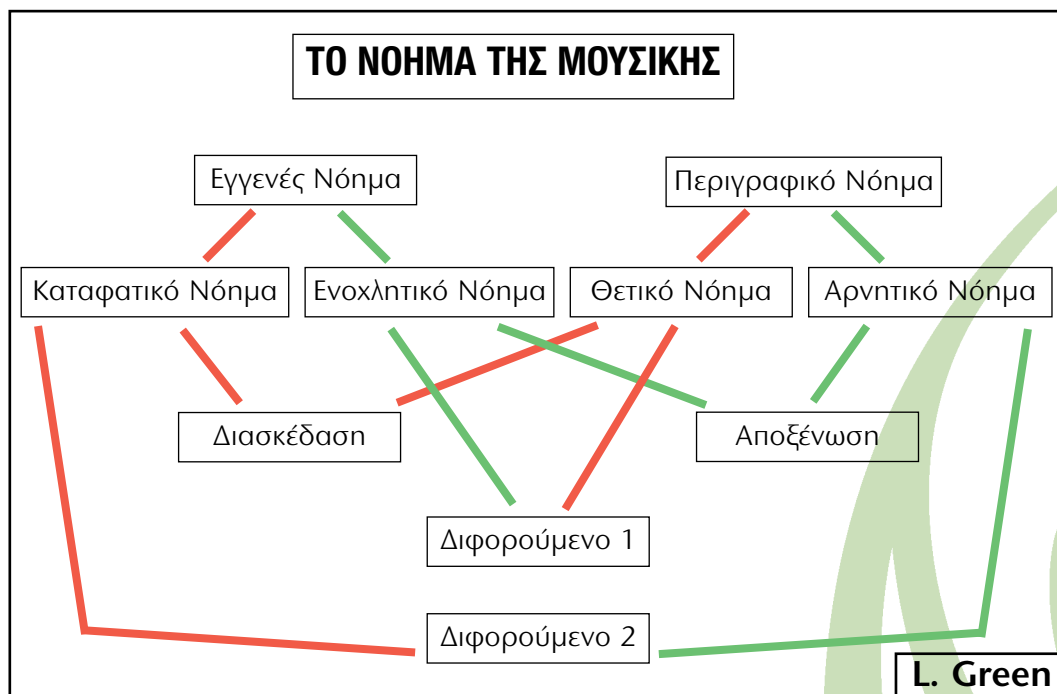 ΤΟ ΝΟΗΜΑ ΤΗΣ ΜΟΥΣΙΚΗΣ
Εγγενές Νόημα
Περιγραφικό Νόημα
Καταφατικό Νόημα
Ενοχλητικό Νόημα
Θετικό Νόημα
Αρνητικό Νόημα
Διασκέδαση
Αποξένωση
Διφορούμενο 1
Διφορούμενο 2
L. Green